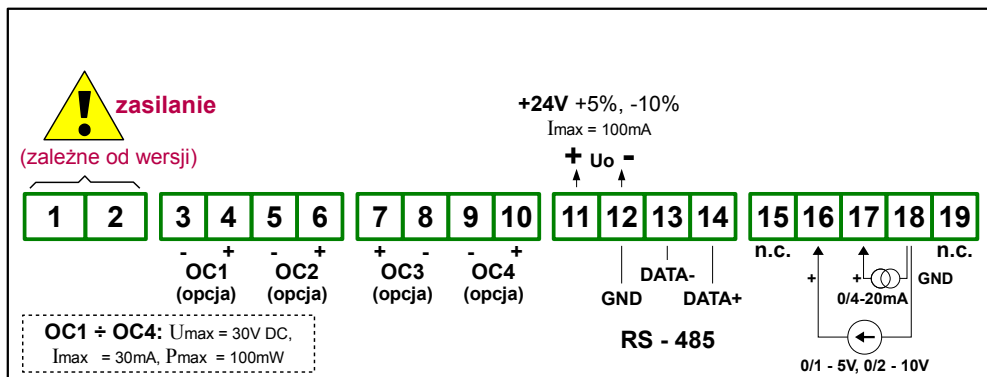 zasilanie
(zależne od wersji)
+24V +5%, -10%
Imax = 100mA
+ Uo -
1 2 3 4 5 6 7 8 9 10 11 12 13 14 15 16 17 18 19
- + - + + - - + n.c. n.c.
OC1 OC2 OC3 OC4
(opcja) (opcja) (opcja) (opcja)
GND DATA- DATA+
RS - 485
+ + GND
0/4-20mA
0/1 - 5V, 0/2 - 10V
OC1 ÷ OC4: Umax = 30V DC,
Imax = 30mA, Pmax = 100mW